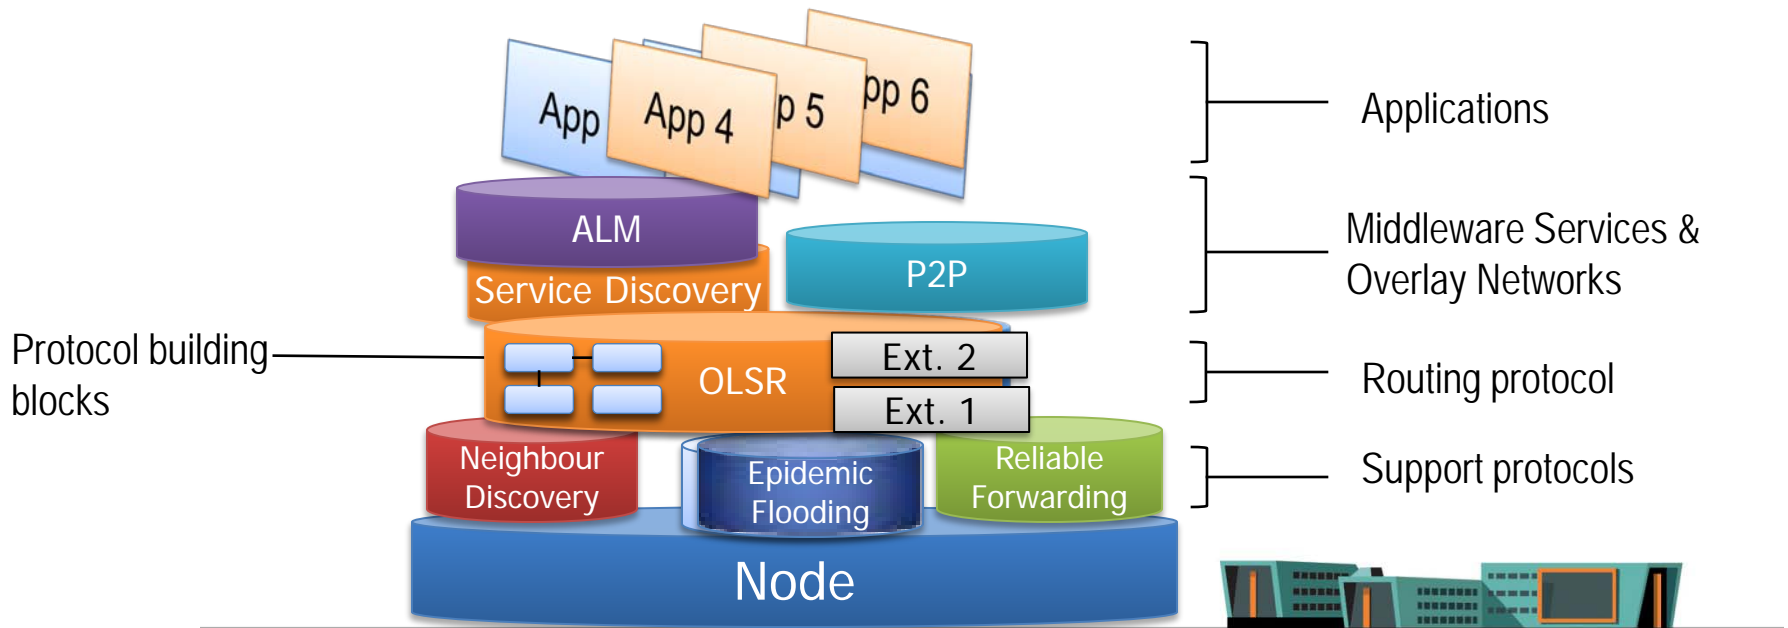 App
App 4
p 5
pp 6
Applications
ALM
Service Discovery
P2P
Middleware Services &
Overlay Networks
Protocol building
blocks
OLSR
Ext. 2
Ext. 1
Routing protocol
Neighbour
Discovery
Epidemic
Flooding
Reliable
Forwarding
Support protocols
Node